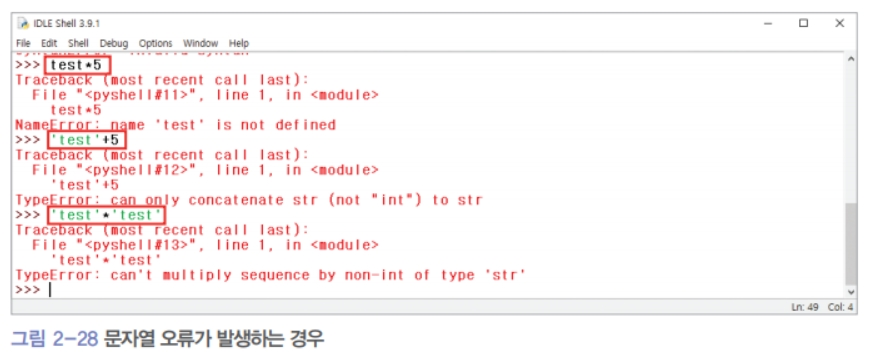 IDLE Shell 3.9.1
File Edit Shell Debug Options Window Help
>>> test*5
Traceback (most recent call last):
  File "<pyshell#11>", line 1, in <module>
    test*5
NameError: name 'test' is not defined
>>> 'test'+5
Traceback (most recent call last):
  File "<pyshell#12>", line 1, in <module>
    'test'+5
TypeError: can only concatenate str (not "int") to str
>>> 'test'*'test'
Traceback (most recent call last):
  File "<pyshell#13>", line 1, in <module>
    'test'*'test'
TypeError: can't multiply sequence by non-int of type 'str'
>>>
Ln: 49 Col: 4
그림 2-28 문자열 오류가 발생하는 경우